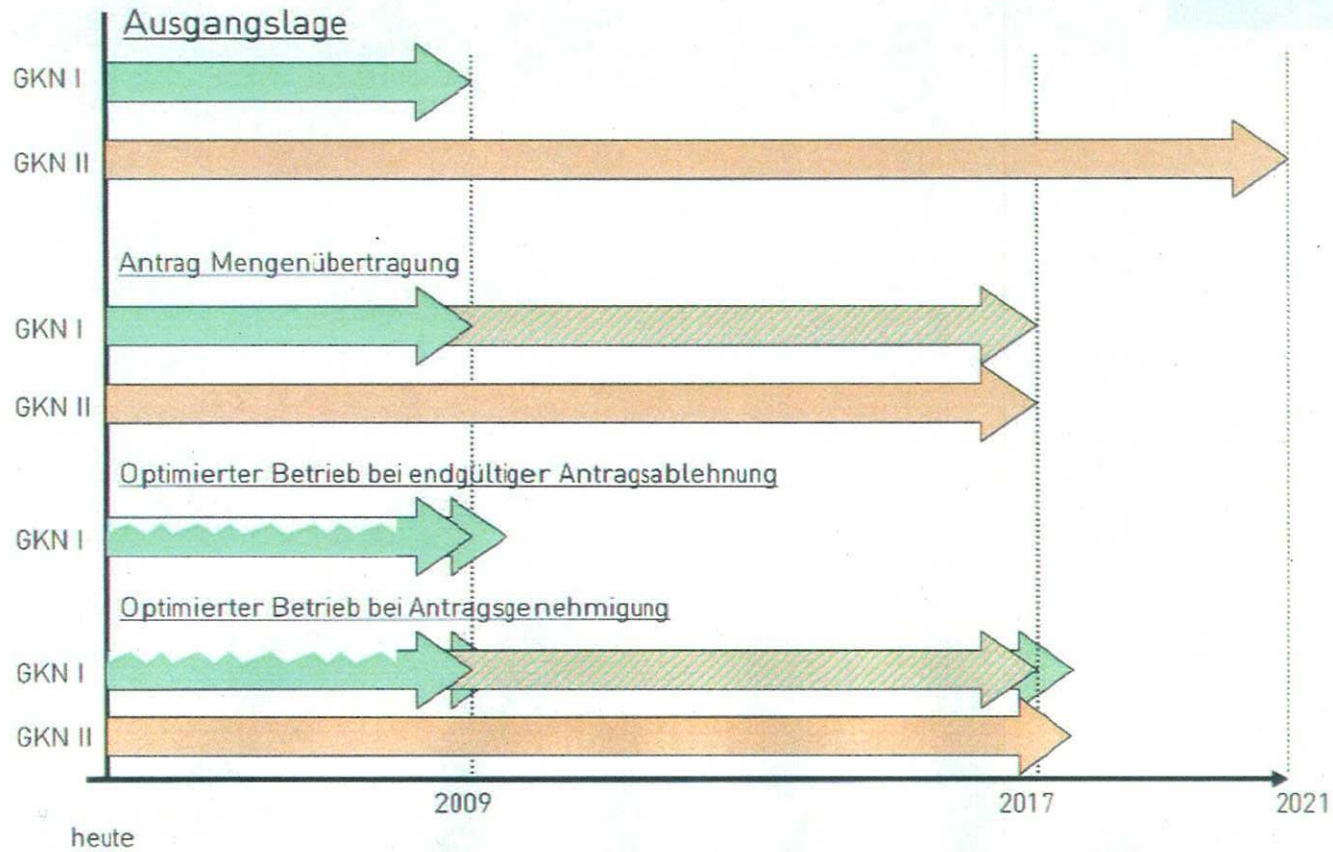 Ausgangslage
GKN I
GKN II
Antrag Mengenübertragung
GKN I
GKN II
Optimierter Betrieb bei endgültiger Antragsablehnung
GKN I
Optimierter Betrieb bei Antragsgenehmigung
GKN I
GKN II
2009
2017
2021
heute